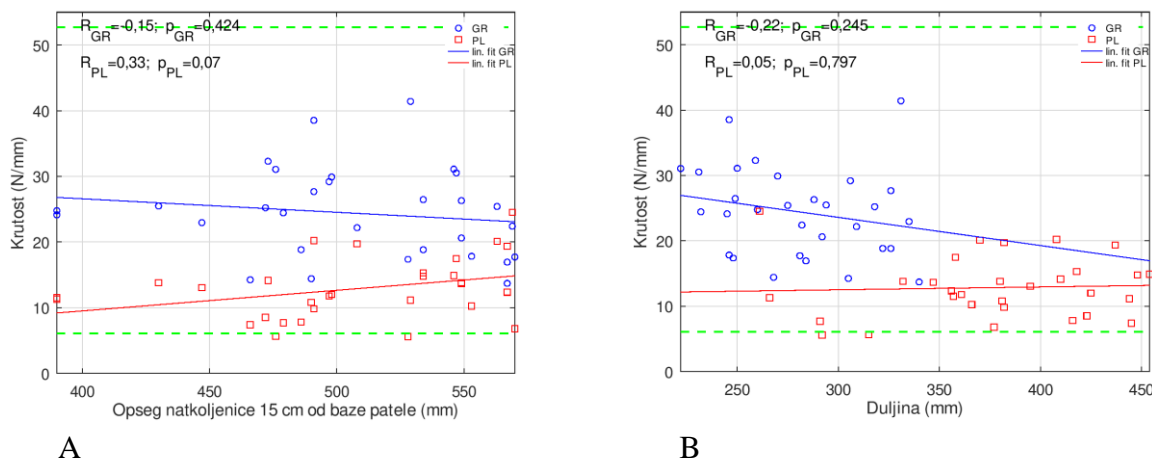 R_GR=-0,15; p_GR=0,424
R_PL=0,33; p_PL=0,07
GR
PL
lin. fit GR
lin. fit PL
50
40
30
20
10
0
Krutost (N/mm)
400 450 500 550
Opseg natkoljenice 15 cm od baze patele (mm)
A
R_GR=-0,22; p_GR=0,245
R_PL=0,05; p_PL=0,797
GR
PL
lin. fit GR
lin. fit PL
50
40
30
20
10
0
Krutost (N/mm)
250 300 350 400 450
Duljina (mm)
B